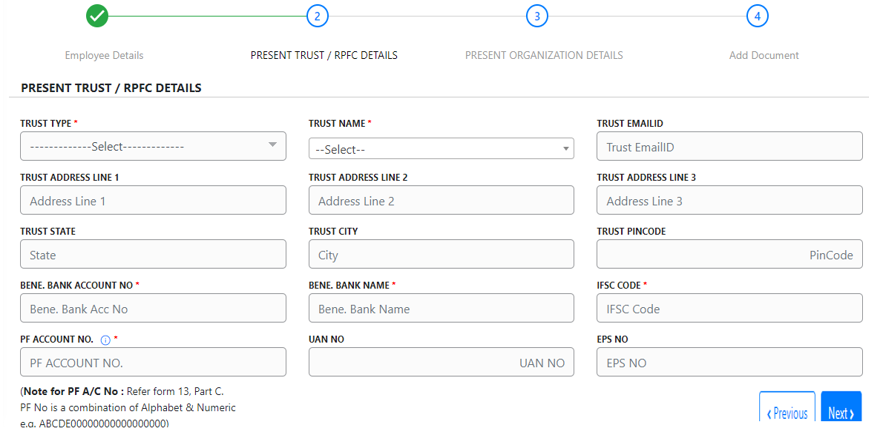 2 3 4
Employee Details PRESENT TRUST / RPFC DETAILS PRESENT ORGANIZATION DETAILS Add Document
PRESENT TRUST / RPFC DETAILS
TRUST TYPE * TRUST NAME * TRUST EMAILID
-------------Select------------- --Select-- Trust EmailID
TRUST ADDRESS LINE 1 TRUST ADDRESS LINE 2 TRUST ADDRESS LINE 3
Address Line 1 Address Line 2 Address Line 3
TRUST STATE TRUST CITY TRUST PINCODE
State City PinCode
BENE. BANK ACCOUNT NO * BENE. BANK NAME * IFSC CODE *
Bene. Bank Acc No Bene. Bank Name IFSC Code
PF ACCOUNT NO. i * UAN NO EPS NO
PF ACCOUNT NO. UAN NO EPS NO
(Note for PF A/C No : Refer form 13, Part C.
PF No is a combination of Alphabet & Numeric
e.g. ABCDE00000000000000000)
‹ Previous Next ›